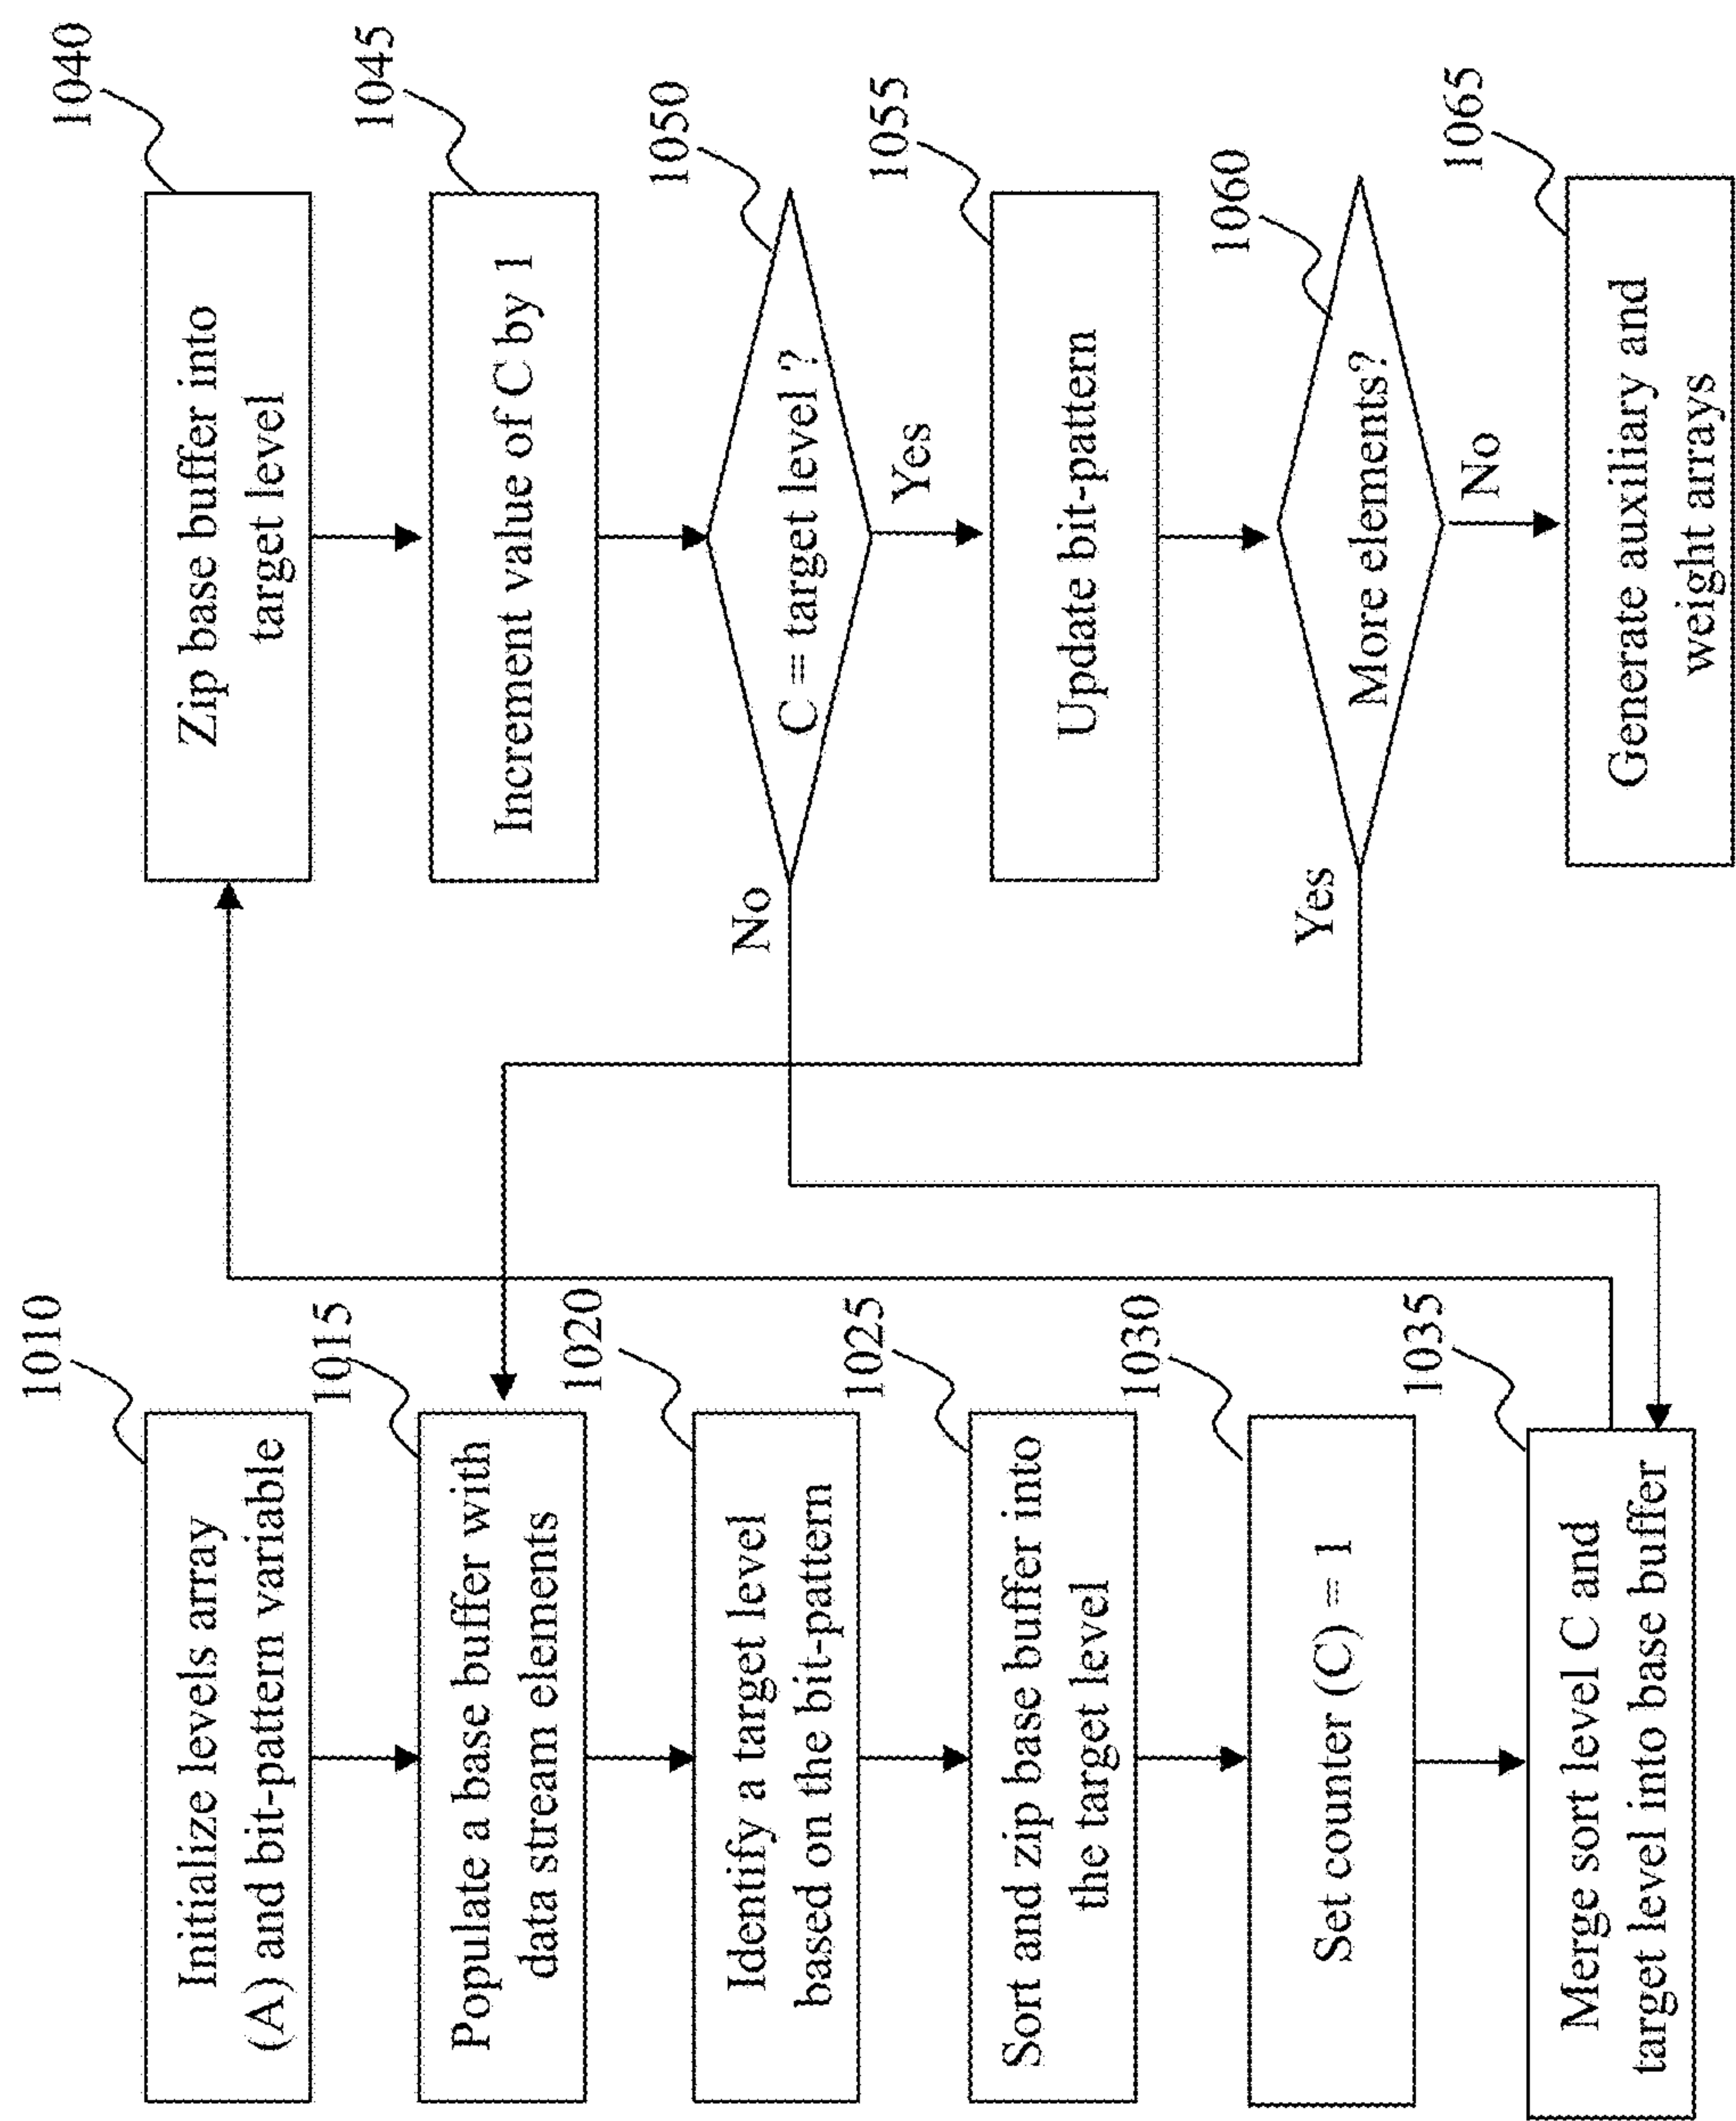 1010
Initialize levels array
(A) and bit-pattern variable
1015
Populate a base buffer with
data stream elements
1020
Identify a target level
based on the bit-pattern
1025
Sort and zip base buffer into
the target level
1030
Set counter (C) = 1
1035
Merge sort level C and
target level into base buffer
1040
Zip base buffer into
target level
1045
Increment value of C by 1
1050
C = target level ?
No
Yes
1055
Update bit-pattern
1060
More elements?
Yes
No
1065
Generate auxiliary and
weight arrays